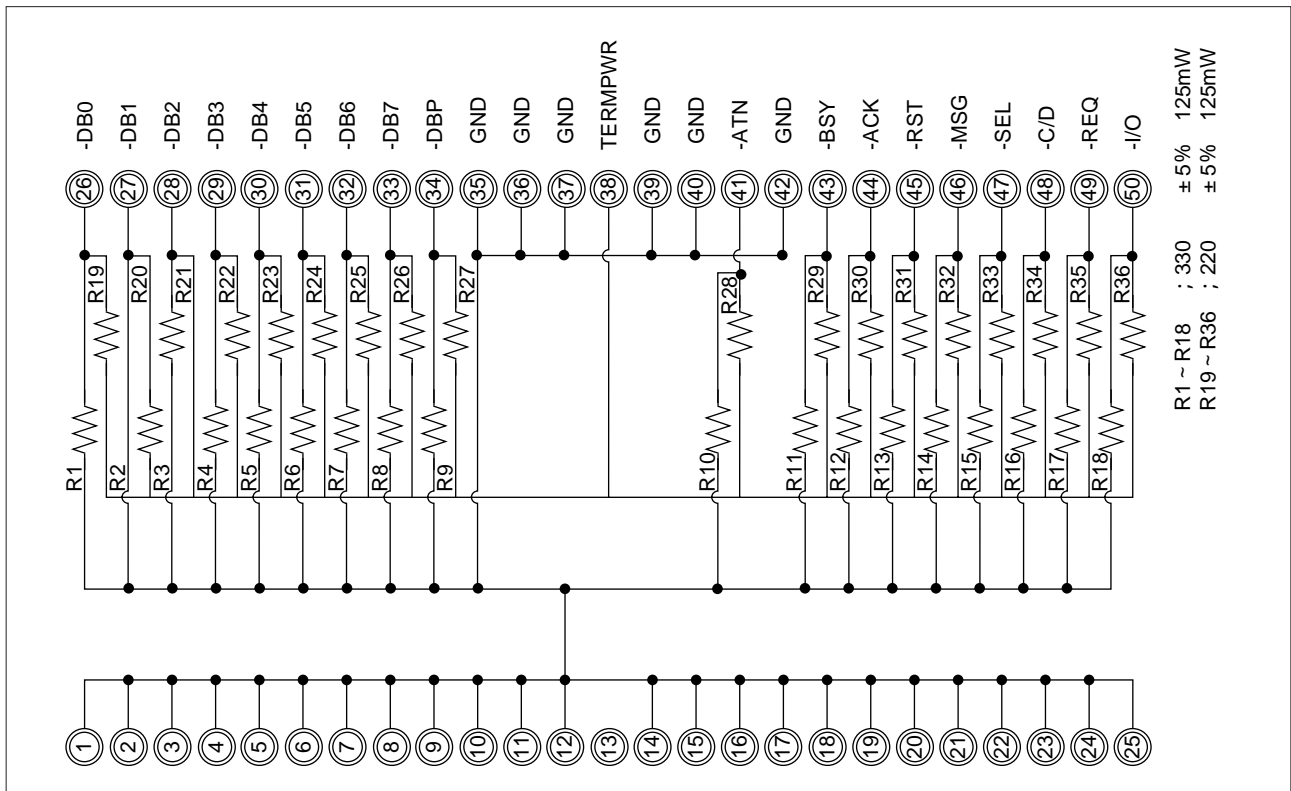 -DB0
-DB1
-DB2
-DB3
-DB4
-DB5
-DB6
-DB7
-DBP
GND
GND
GND
TERMPWR
GND
GND
-ATN
GND
-BSY
-ACK
-RST
-MSG
-SEL
-C/D
-REQ
-I/O
26
27
28
29
30
31
32
33
34
35
36
37
38
39
40
41
42
43
44
45
46
47
48
49
50
R19
R20
R21
R22
R23
R24
R25
R26
R27
R28
R29
R30
R31
R32
R33
R34
R35
R36
R1
R2
R3
R4
R5
R6
R7
R8
R9
R10
R11
R12
R13
R14
R15
R16
R17
R18
1
2
3
4
5
6
7
8
9
10
11
12
13
14
15
16
17
18
19
20
21
22
23
24
25
R1 ~ R18 ; 330 ± 5% 125mW
R19 ~ R36 ; 220 ± 5% 125mW